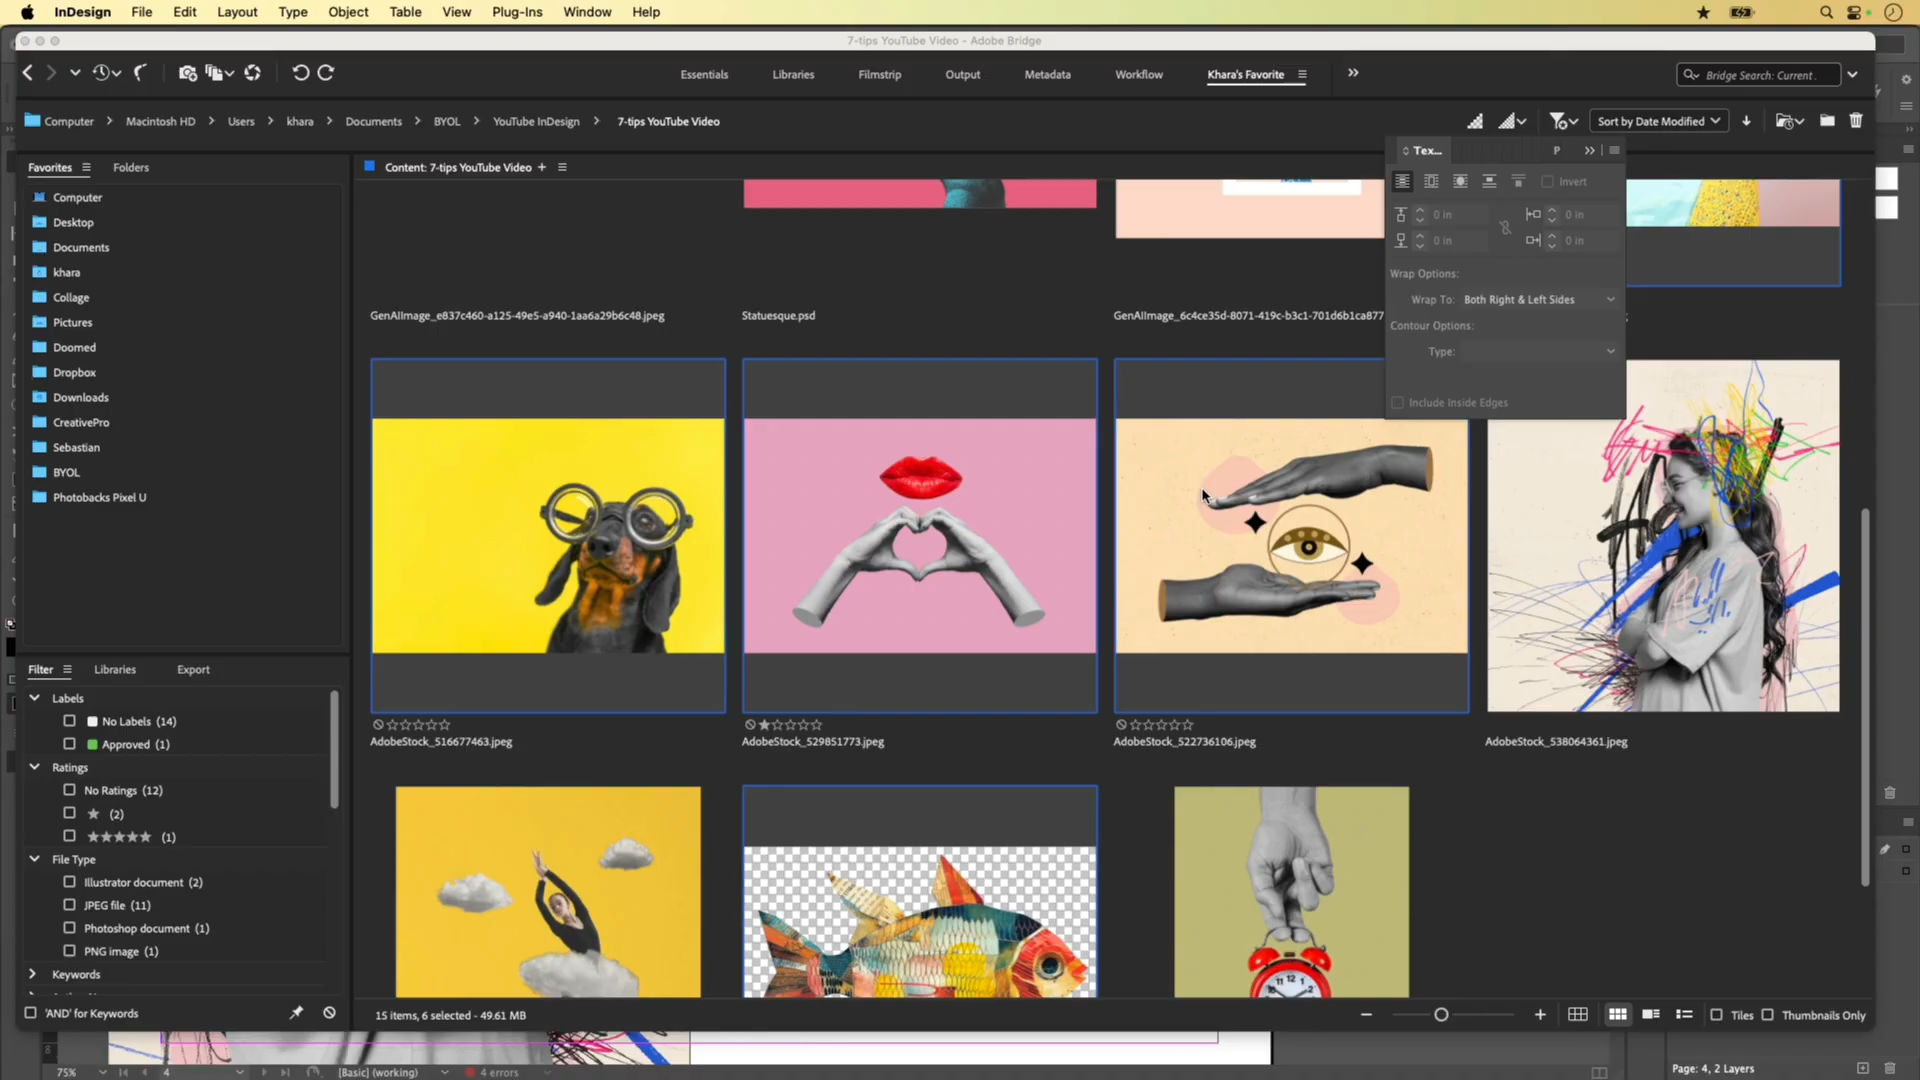 InDesign File Edit Layout Type Object Table View Plug-Ins Window Help
7-tips YouTube Video - Adobe Bridge
Essentials Libraries Filmstrip Output Metadata Workflow Khara's Favorite
Bridge Search: Current .
Computer Macintosh HD Users khara Documents BYOL YouTube InDesign 7-tips YouTube Video
Sort by Date Modified
Favorites Folders
Computer
Desktop
Documents
khara
Collage
Pictures
Doomed
Dropbox
Downloads
CreativePro
Sebastian
BYOL
Photobacks Pixel U
Content: 7-tips YouTube Video
Tex... P
Invert
0 in 0 in
0 in 0 in
Wrap Options:
Wrap To: Both Right & Left Sides
Contour Options:
Type:
Include Inside Edges
GenAIImage_e837c460-a125-49e5-a940-1aa6a29b6c48.jpeg
Statuesque.psd
GenAIImage_6c4ce35d-8071-419c-b3c1-701d6b1ca877
AdobeStock_516677463.jpeg
AdobeStock_529851773.jpeg
AdobeStock_522736106.jpeg
AdobeStock_538064361.jpeg
Filter Libraries Export
Labels
No Labels (14)
Approved (1)
Ratings
No Ratings (12)
(2)
(1)
File Type
Illustrator document (2)
JPEG file (11)
Photoshop document (1)
PNG image (1)
Keywords
'AND' for Keywords
15 items, 6 selected - 49.61 MB
Tiles Thumbnails Only
75% 4 [Basic] (working) 4 errors
Page: 4, 2 Layers